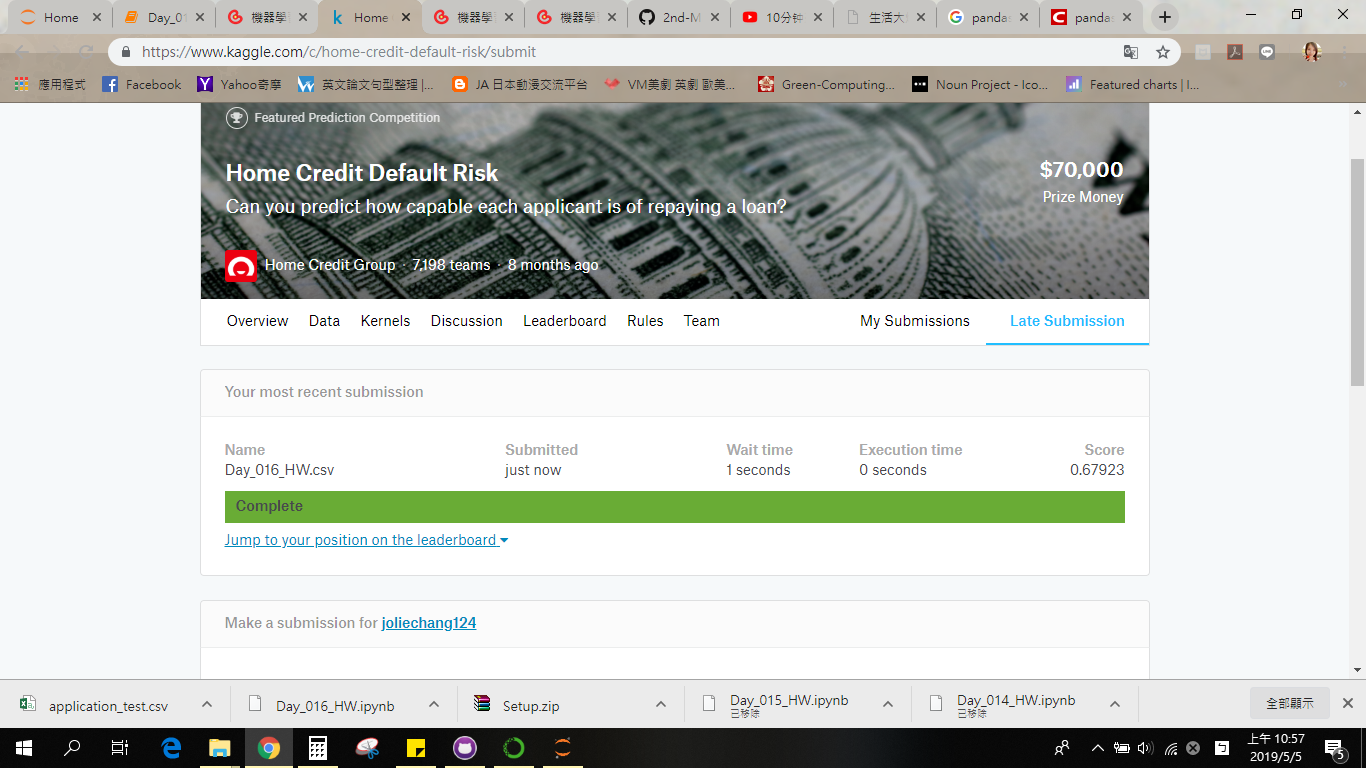 Home
Day_01
機器學習
Home
機器學習
機器學習
2nd-M
10分钟
生活大
pandas
pandas
https://www.kaggle.com/c/home-credit-default-risk/submit
應用程式
Facebook
Yahoo奇摩
英文論文句型整理 |...
JA 日本動漫交流平台
VM美劇 英劇 歐美...
Green-Computing...
Noun Project - Ico...
Featured charts | I...
Featured Prediction Competition
Home Credit Default Risk
$70,000
Can you predict how capable each applicant is of repaying a loan?
Prize Money
Home Credit Group · 7,198 teams · 8 months ago
Overview Data Kernels Discussion Leaderboard Rules Team My Submissions Late Submission
Your most recent submission
Name Submitted Wait time Execution time Score
Day_016_HW.csv just now 1 seconds 0 seconds 0.67923
Complete
Jump to your position on the leaderboard
Make a submission for joliechang124
application_test.csv
Day_016_HW.ipynb
Setup.zip
Day_015_HW.ipynb
已移除
Day_014_HW.ipynb
已移除
全部顯示
上午 10:57
2019/5/5
5